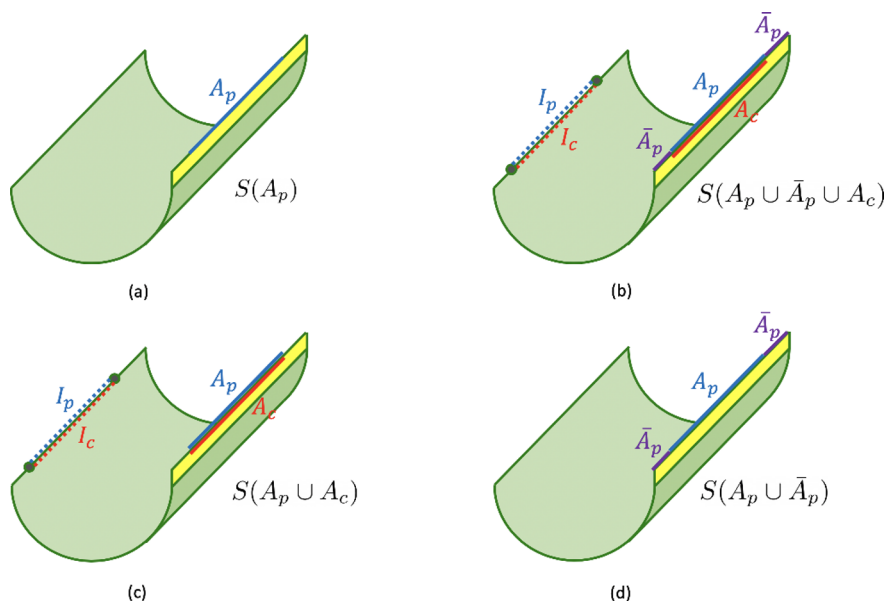 A_p
S(A_p)
(a)
Ā_p
A_p
I_p
A_c
I_c
Ā_p
S(A_p ∪ Ā_p ∪ A_c)
(b)
A_p
I_p
A_c
I_c
S(A_p ∪ A_c)
(c)
Ā_p
A_p
Ā_p
S(A_p ∪ Ā_p)
(d)